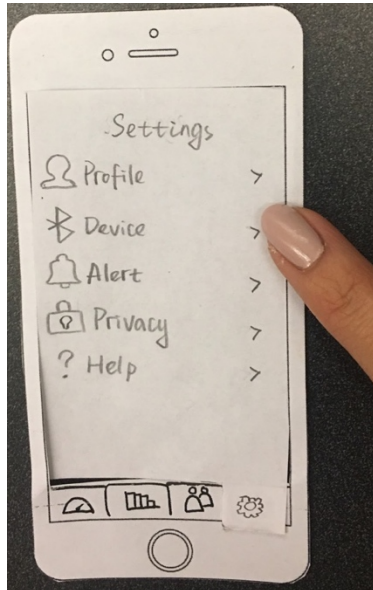 Settings
Profile >
Device >
Alert >
Privacy >
? Help >